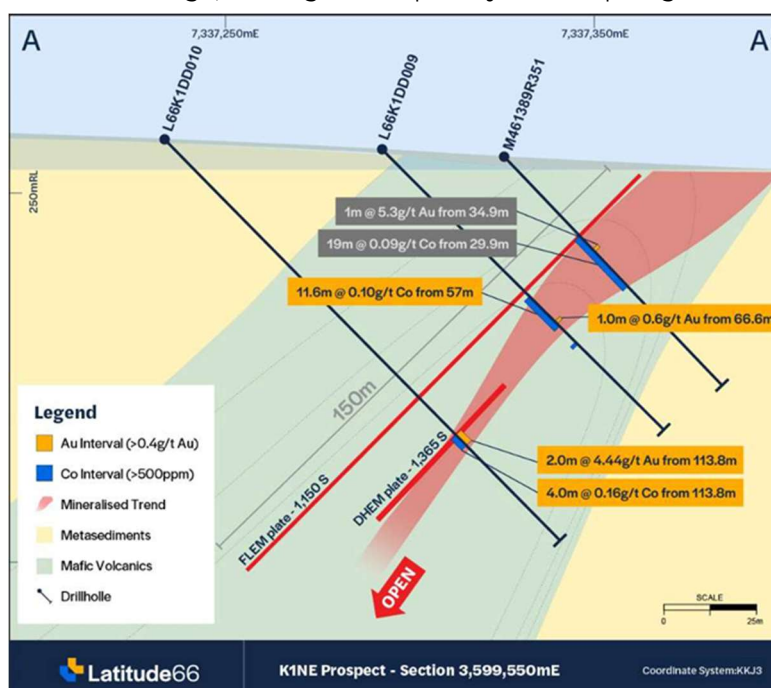 A
7,337,250mE
7,337,350mE
A
L66K1DD010
L66K1DD009
M461389R351
250mRL
1m @ 5.3g/t Au from 34.9m
19m @ 0.09g/t Co from 29.9m
11.6m @ 0.10g/t Co from 57m
1.0m @ 0.6g/t Au from 66.6m
150m
2.0m @ 4.44g/t Au from 113.8m
4.0m @ 0.16g/t Co from 113.8m
FLEM plate - 1,150 S
DHEM plate - 1,365 S
OPEN
Legend
Au Interval (>0.4g/t Au)
Co Interval (>500ppm)
Mineralised Trend
Metasediments
Mafic Volcanics
Drillholle
SCALE
0
25m
Latitude66
K1NE Prospect - Section 3,599,550mE
Coordinate System:KKJ3